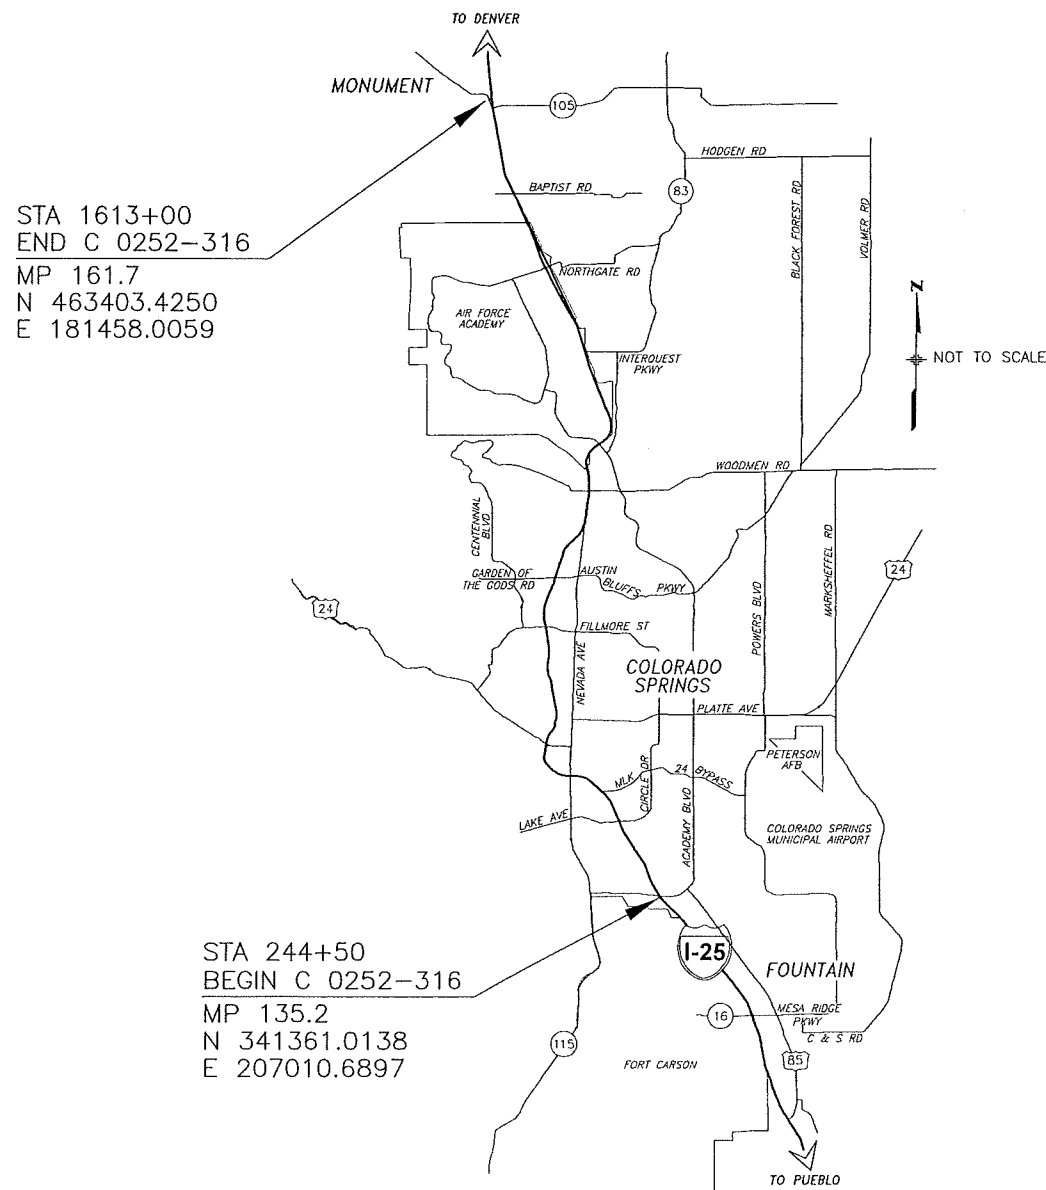 TO DENVER
MONUMENT
105
HODGEN RD
83
BAPTIST RD
BLACK FOREST RD
VOLMER RD
STA 1613+00
END C 0252-316
MP 161.7
N 463403.4250
E 181458.0059
NORTHGATE RD
AIR FORCE
ACADEMY
N
NOT TO SCALE
INTERQUEST
PKWY
WOODMEN RD
CENTENNIAL
BLVD
GARDEN OF
THE GODS RD
AUSTIN
BLUFFS
PKWY
POWERS BLVD
MARKSHEFFEL RD
24
24
FILLMORE ST
NEVADA AVE
COLORADO
SPRINGS
PLATTE AVE
PETERSON
AFB
MLK
24
BYPASS
CIRCLE DR
LAKE AVE
ACADEMY BLVD
COLORADO SPRINGS
MUNICIPAL AIRPORT
STA 244+50
BEGIN C 0252-316
MP 135.2
N 341361.0138
E 207010.6897
I-25
FOUNTAIN
16
MESA RIDGE
PKWY
C & S RD
115
FORT CARSON
85
TO PUEBLO